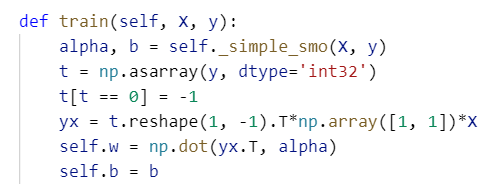 def train(self, X, y):
    alpha, b = self._simple_smo(X, y)
    t = np.asarray(y, dtype='int32')
    t[t == 0] = -1
    yx = t.reshape(1, -1).T*np.array([1, 1])*X
    self.w = np.dot(yx.T, alpha)
    self.b = b